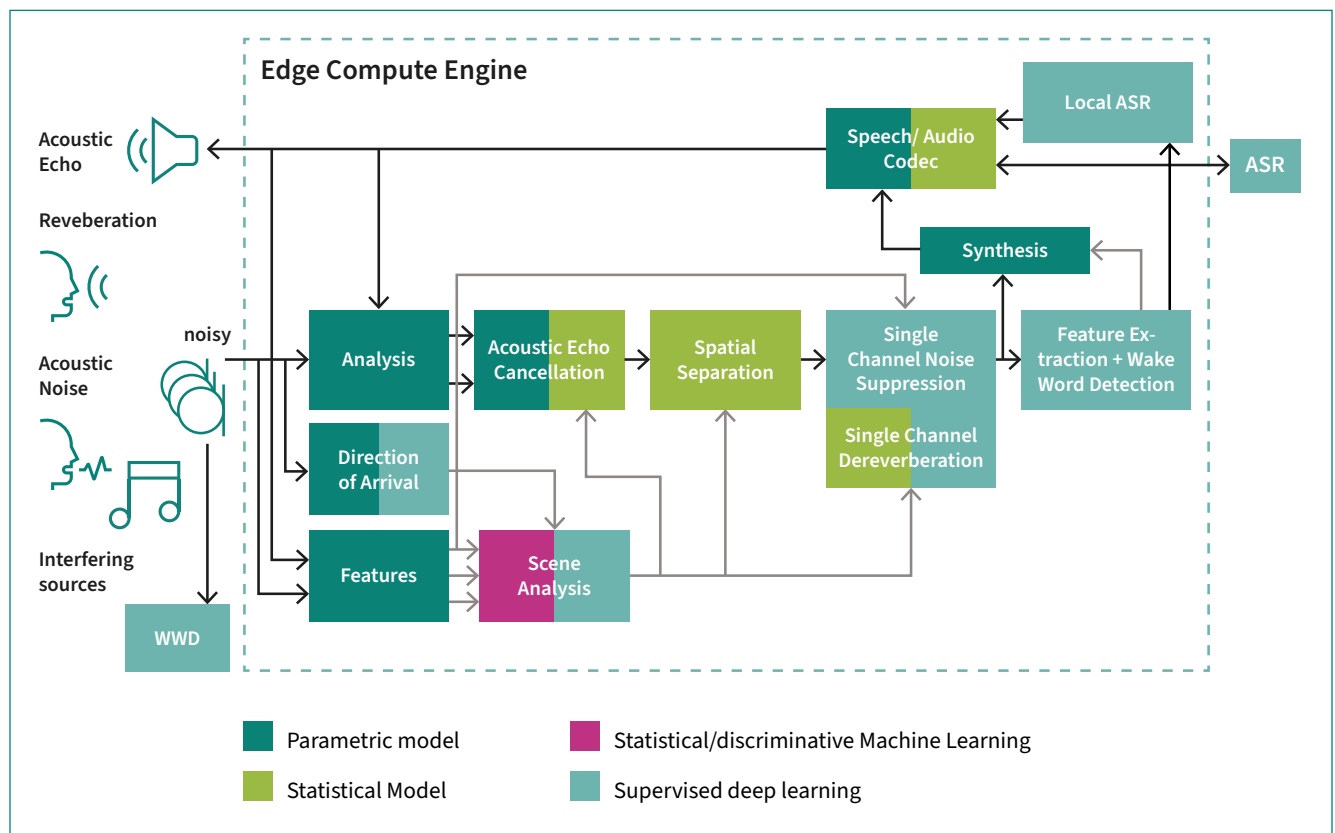 Edge Compute Engine
Acoustic
Echo
Reveberation
noisy
Acoustic
Noise
Interfering
sources
WWD
Analysis
Direction
of Arrival
Features
Acoustic Echo
Cancellation
Scene
Analysis
Spatial
Separation
Single
Channel Noise
Suppression
Single Channel
Dereverberation
Feature Ex-
traction + Wake
Word Detection
Synthesis
Speech/ Audio
Codec
Local ASR
ASR
Parametric model
Statistical Model
Statistical/discriminative Machine Learning
Supervised deep learning